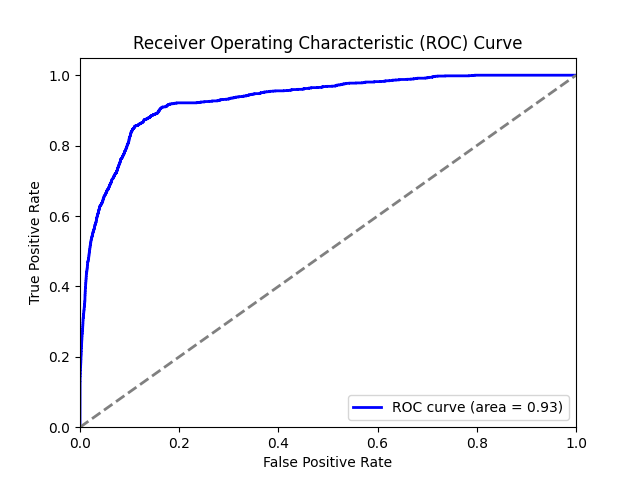 Receiver Operating Characteristic (ROC) Curve
1.0
0.8
0.6
0.4
0.2
0.0
True Positive Rate
ROC curve (area = 0.93)
0.0 0.2 0.4 0.6 0.8 1.0
False Positive Rate